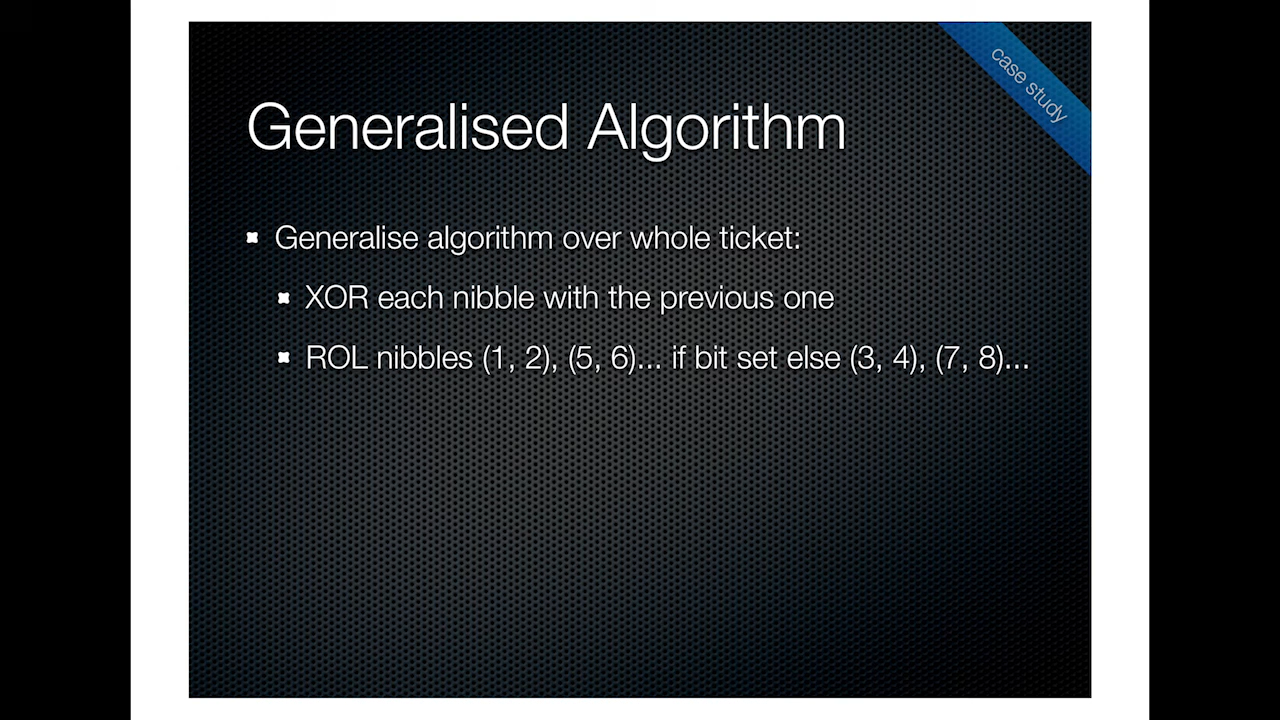 case study
Generalised Algorithm
Generalise algorithm over whole ticket:
XOR each nibble with the previous one
ROL nibbles (1, 2), (5, 6)... if bit set else (3, 4), (7, 8)...